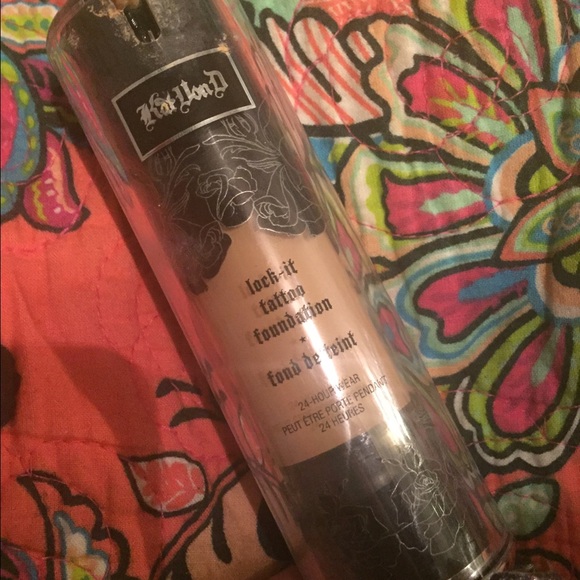 Kat Von D
lock-it
tattoo
foundation
fond de teint
24-HOUR WEAR
PEUT ÊTRE PORTÉ PENDANT
24 HEURES